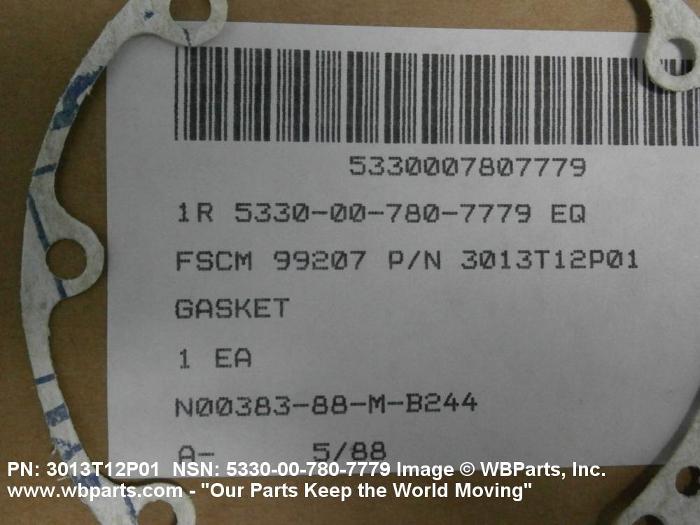 5330007807779
1R 5330-00-780-7779 EQ
FSCM 99207 P/N 3013T12P01
GASKET
1 EA
N00383-88-M-B244
A- 5/88
PN: 3013T12P01 NSN: 5330-00-780-7779 Image © WBParts, Inc.
www.wbparts.com - "Our Parts Keep the World Moving"